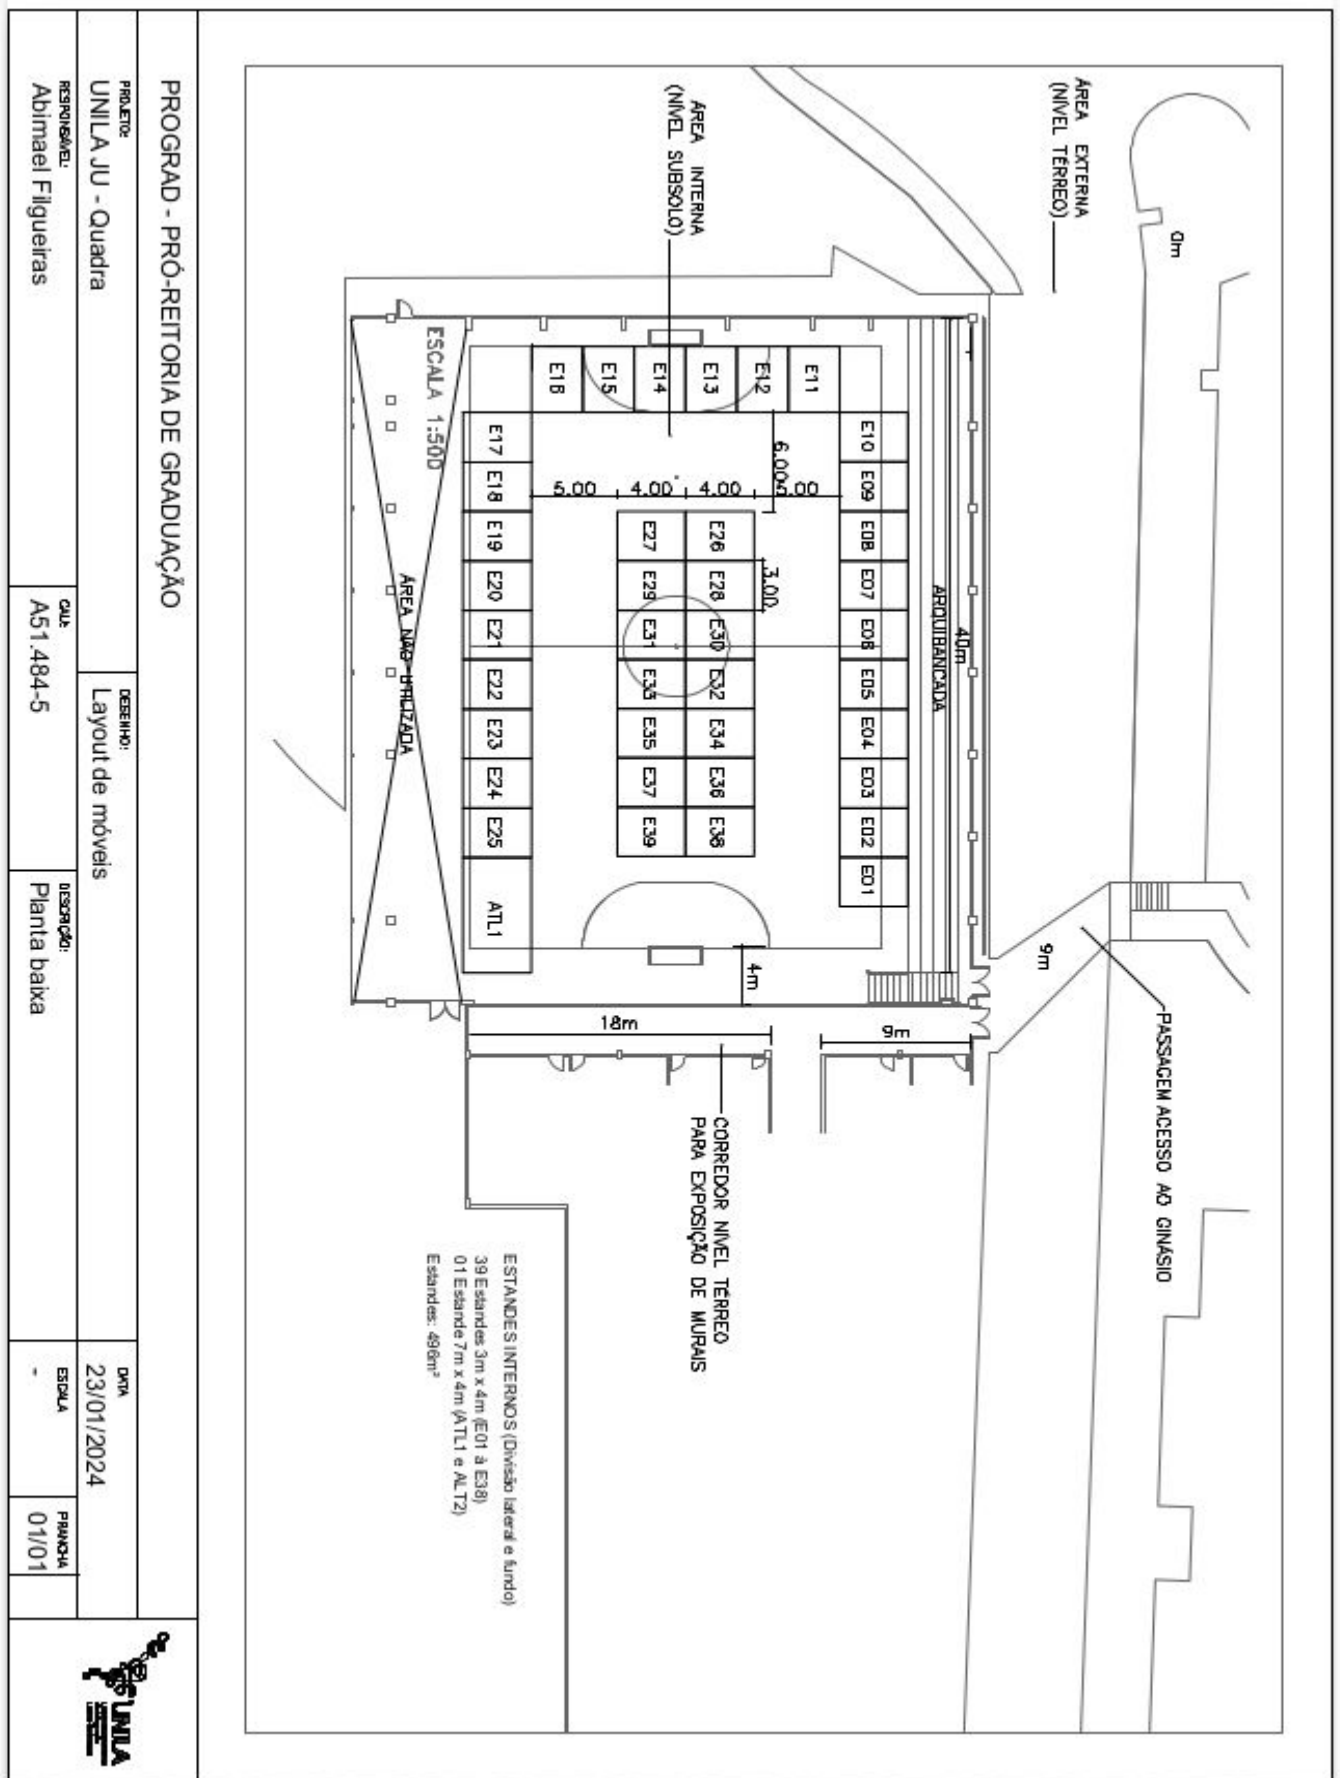 ÁREA EXTERNA
(NÍVEL TÉRREO)
0m
PASSAGEM ACESSO AO GINÁSIO
9m
ÁREA INTERNA
(NÍVEL SUBSOLO)
ARQUIBANCADA
40m
E10
E09
E08
E07
E06
E05
E04
E03
E02
E01
E11
E12
E13
E14
E15
E16
6.00
5.00
4.00
4.00
5.00
3.00
E26
E28
E30
E32
E34
E36
E38
E27
E29
E31
E33
E35
E37
E39
E17
E18
E19
E20
E21
E22
E23
E24
E25
ATL1
4m
18m
9m
ESCALA 1:500
ÁREA NÃO UTILIZADA
CORREDOR NÍVEL TÉRREO
PARA EXPOSIÇÃO DE MURAIS
ESTANDES INTERNOS (Divisão lateral e fundo)
39 Estandes 3m x 4m (E01 à E38)
01 Estande 7m x 4m (ATL1 e ALT2)
Estandes: 496m²
PROGRAD - PRÓ-REITORIA DE GRADUAÇÃO
PROJETO:
UNILA JU - Quadra
DESENHO:
Layout de móveis
DATA
23/01/2024
RESPONSÁVEL:
Abimael Filgueiras
CAU:
A51.484-5
DESCRIÇÃO:
Planta baixa
ESCALA
-
PRANCHA
01/01
UNILA